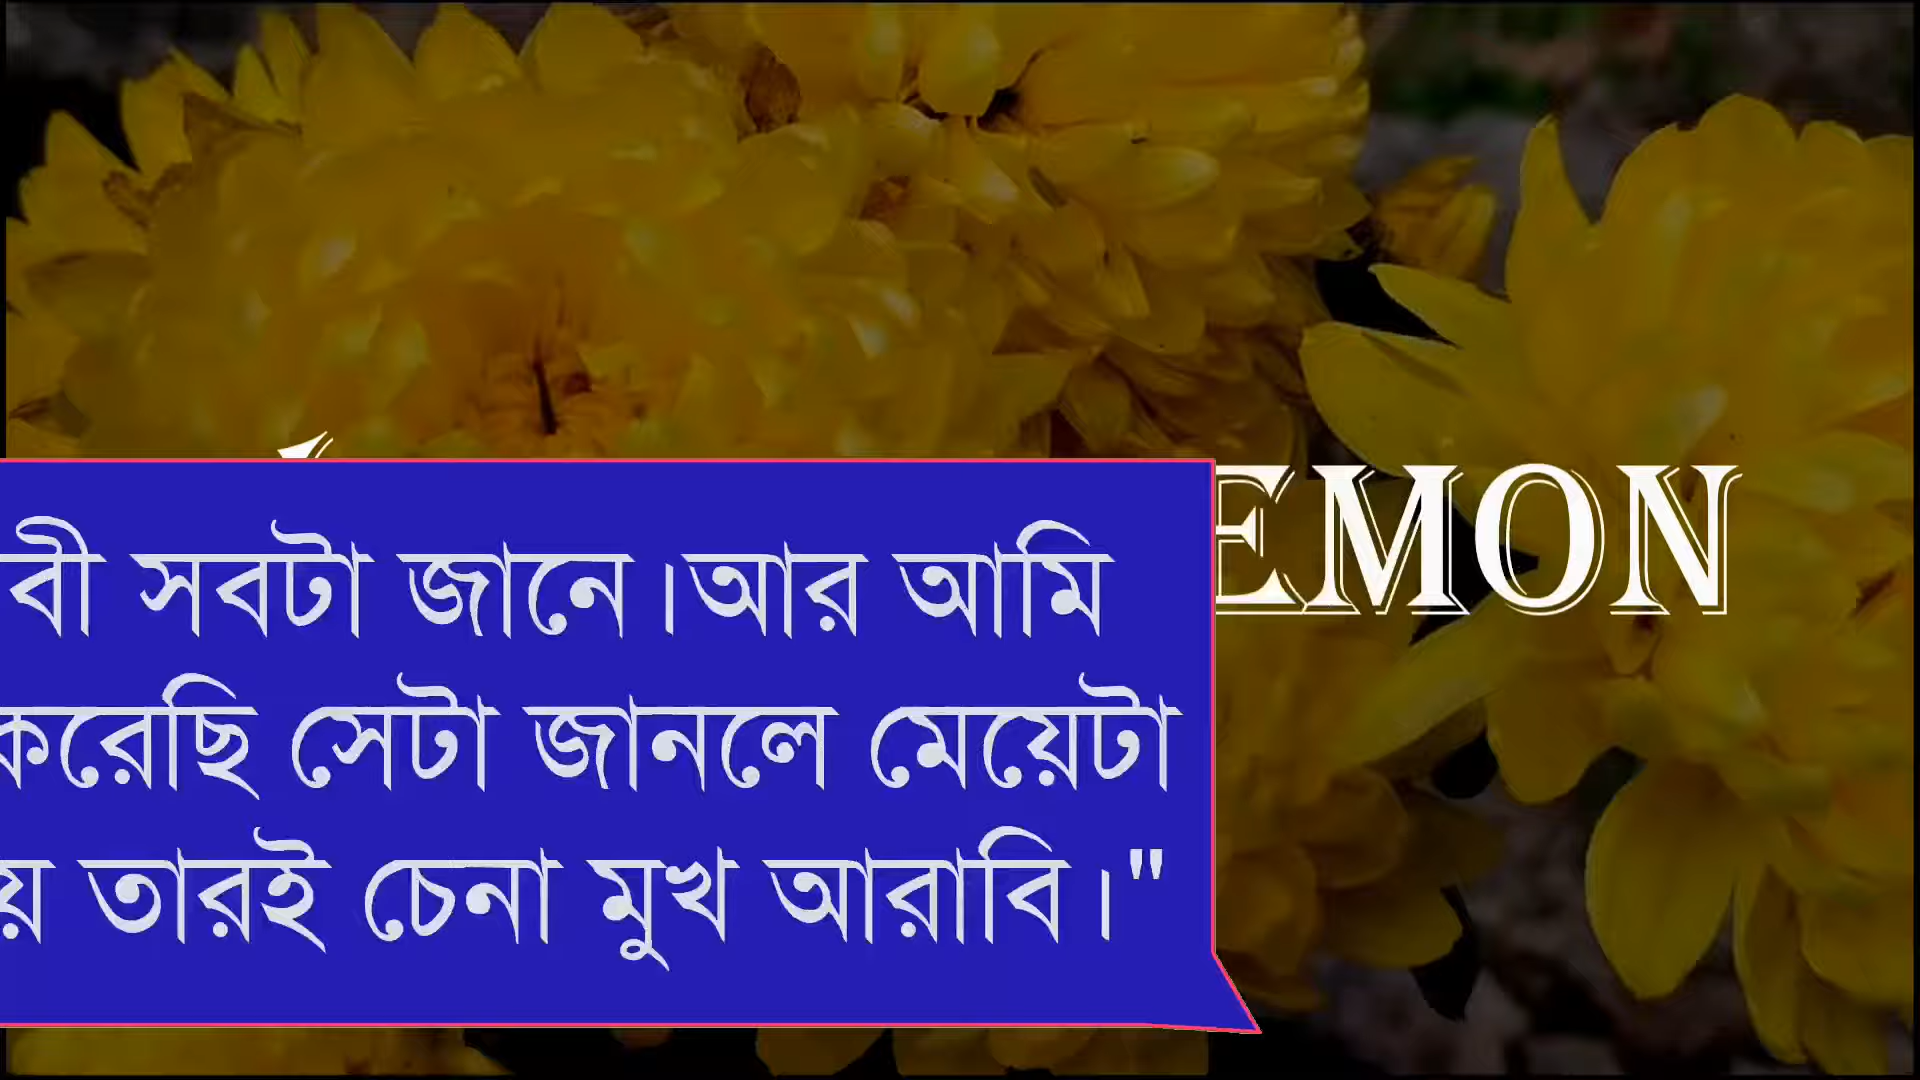 EMON
বী সবটা জানে।আর আমি
করেছি সেটা জানলে মেয়েটা
য় তারই চেনা মুখ আরাবি।"